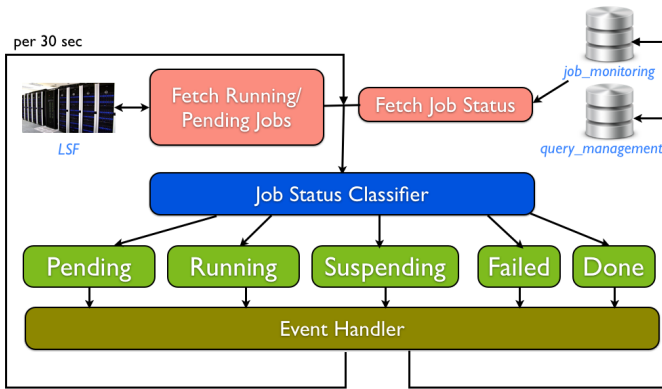 per 30 sec
job_monitoring
Fetch Running/
Pending Jobs
Fetch Job Status
LSF
query_management
Job Status Classifier
Pending
Running
Suspending
Failed
Done
Event Handler